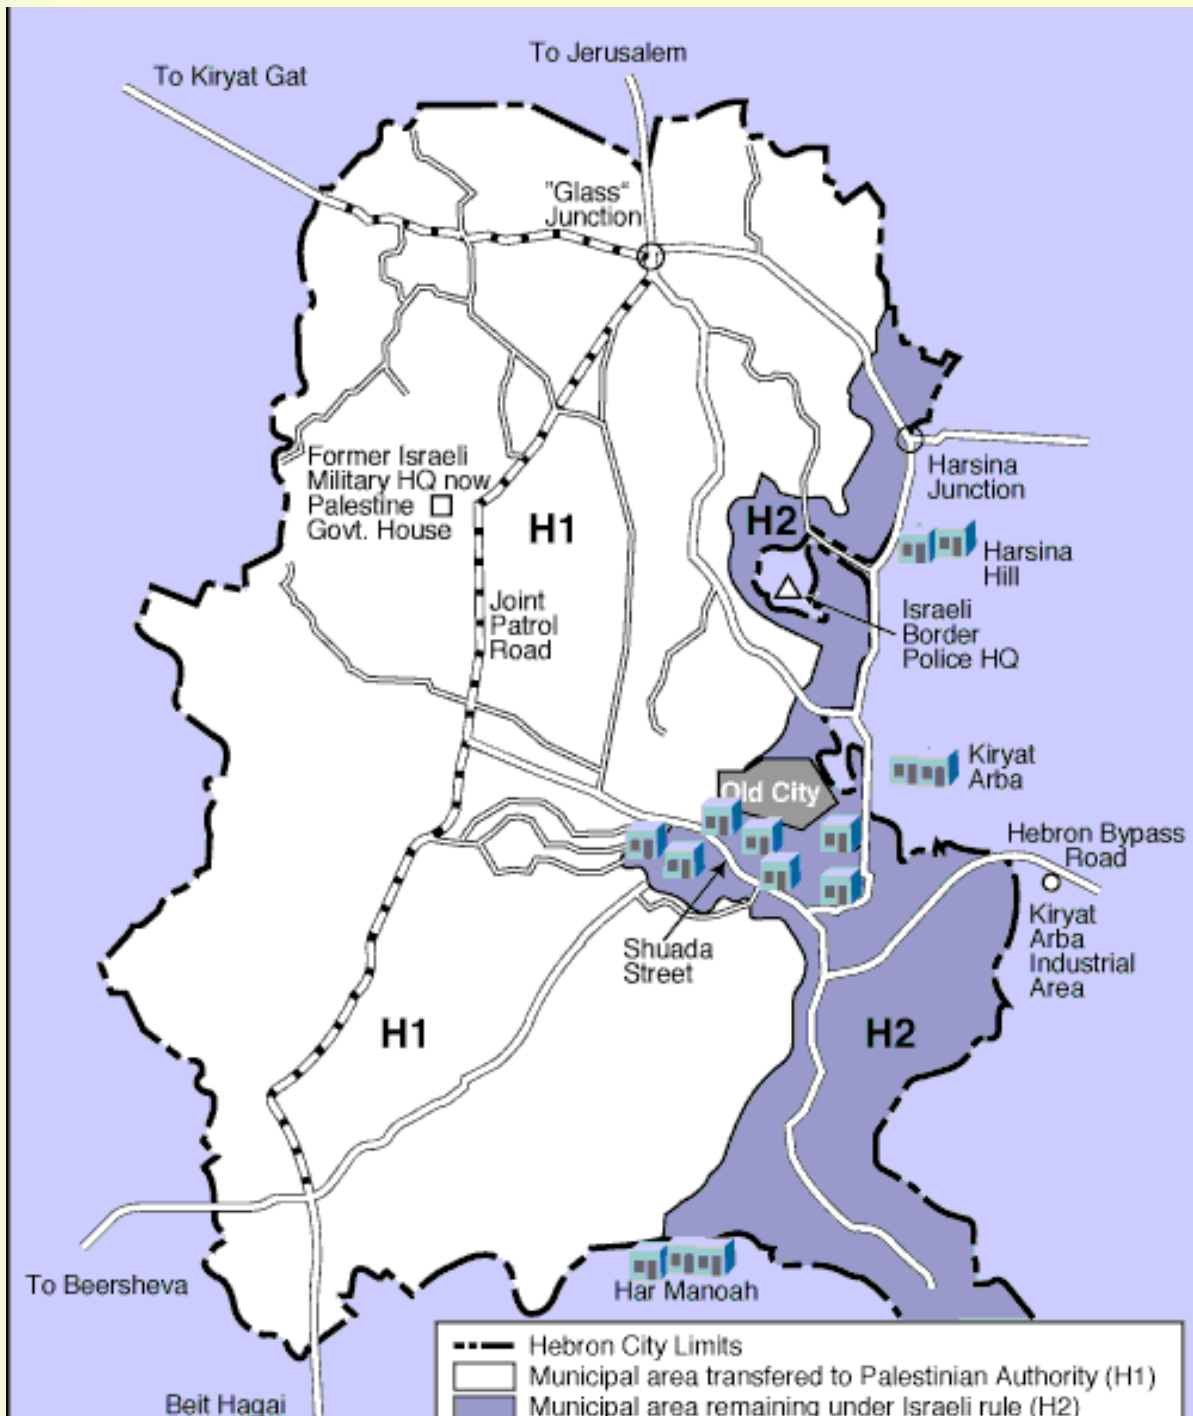 To Jerusalem
To Kiryat Gat
"Glass"
Junction
Harsina
Junction
Former Israeli
Military HQ now
Palestine
Govt. House
H1
H2
Harsina
Hill
Joint
Patrol
Road
Israeli
Border
Police HQ
Kiryat
Arba
Old City
Hebron Bypass
Road
Kiryat
Arba
Industrial
Area
Shuada
Street
H1
H2
To Beersheva
Har Manoah
Beit Hagai
Hebron City Limits
Municipal area transfered to Palestinian Authority (H1)
Municipal area remaining under Israeli rule (H2)